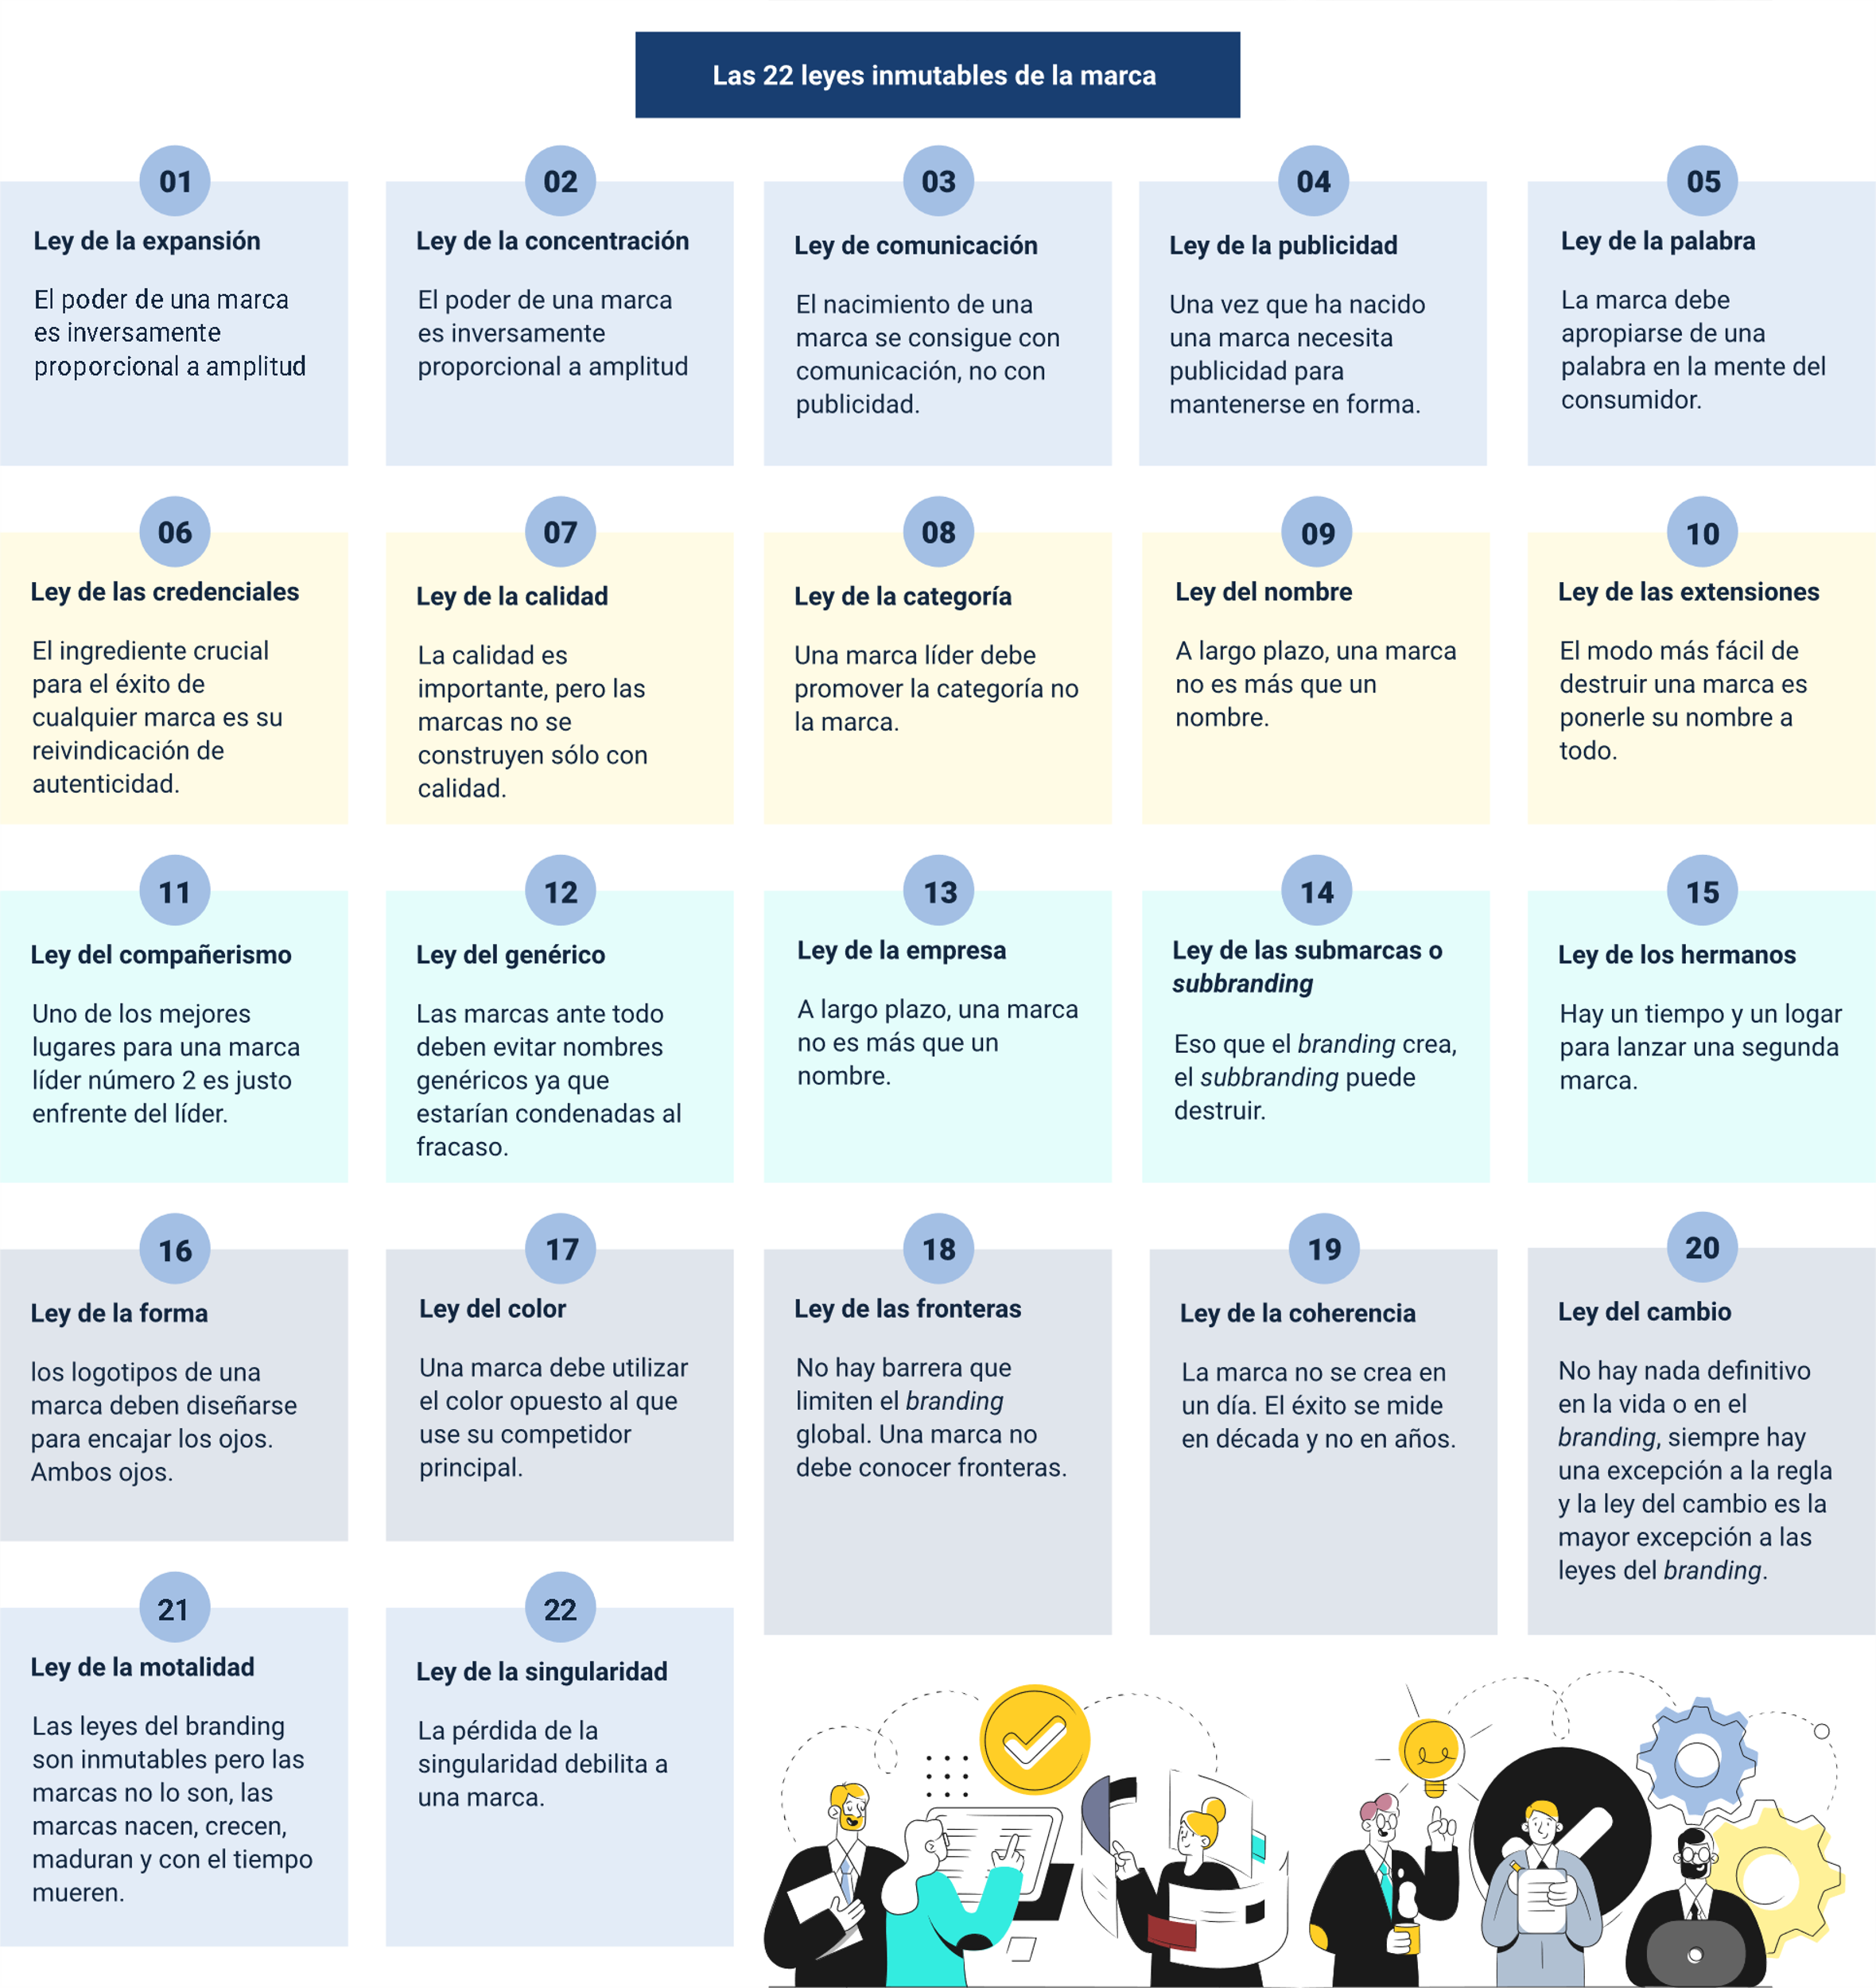 Las 22 leyes inmutables de la marca
01
Ley de la expansión
El poder de una marca
es inversamente
proporcional a amplitud
02
Ley de la concentración
El poder de una marca
es inversamente
proporcional a amplitud
03
Ley de comunicación
El nacimiento de una
marca se consigue con
comunicación, no con
publicidad.
04
Ley de la publicidad
Una vez que ha nacido
una marca necesita
publicidad para
mantenerse en forma.
05
Ley de la palabra
La marca debe
apropiarse de una
palabra en la mente del
consumidor.
06
Ley de las credenciales
El ingrediente crucial
para el éxito de
cualquier marca es su
reivindicación de
autenticidad.
07
Ley de la calidad
La calidad es
importante, pero las
marcas no se
construyen sólo con
calidad.
08
Ley de la categoría
Una marca líder debe
promover la categoría no
la marca.
09
Ley del nombre
A largo plazo, una marca
no es más que un
nombre.
10
Ley de las extensiones
El modo más fácil de
destruir una marca es
ponerle su nombre a
todo.
11
Ley del compañerismo
Uno de los mejores
lugares para una marca
líder número 2 es justo
enfrente del líder.
12
Ley del genérico
Las marcas ante todo
deben evitar nombres
genéricos ya que
estarían condenadas al
fracaso.
13
Ley de la empresa
A largo plazo, una marca
no es más que un
nombre.
14
Ley de las submarcas o
subbranding
Eso que el branding crea,
el subbranding puede
destruir.
15
Ley de los hermanos
Hay un tiempo y un logar
para lanzar una segunda
marca.
16
Ley de la forma
los logotipos de una
marca deben diseñarse
para encajar los ojos.
Ambos ojos.
17
Ley del color
Una marca debe utilizar
el color opuesto al que
use su competidor
principal.
18
Ley de las fronteras
No hay barrera que
limiten el branding
global. Una marca no
debe conocer fronteras.
19
Ley de la coherencia
La marca no se crea en
un día. El éxito se mide
en década y no en años.
20
Ley del cambio
No hay nada definitivo
en la vida o en el
branding, siempre hay
una excepción a la regla
y la ley del cambio es la
mayor excepción a las
leyes del branding.
21
Ley de la motalidad
Las leyes del branding
son inmutables pero las
marcas no lo son, las
marcas nacen, crecen,
maduran y con el tiempo
mueren.
22
Ley de la singularidad
La pérdida de la
singularidad debilita a
una marca.